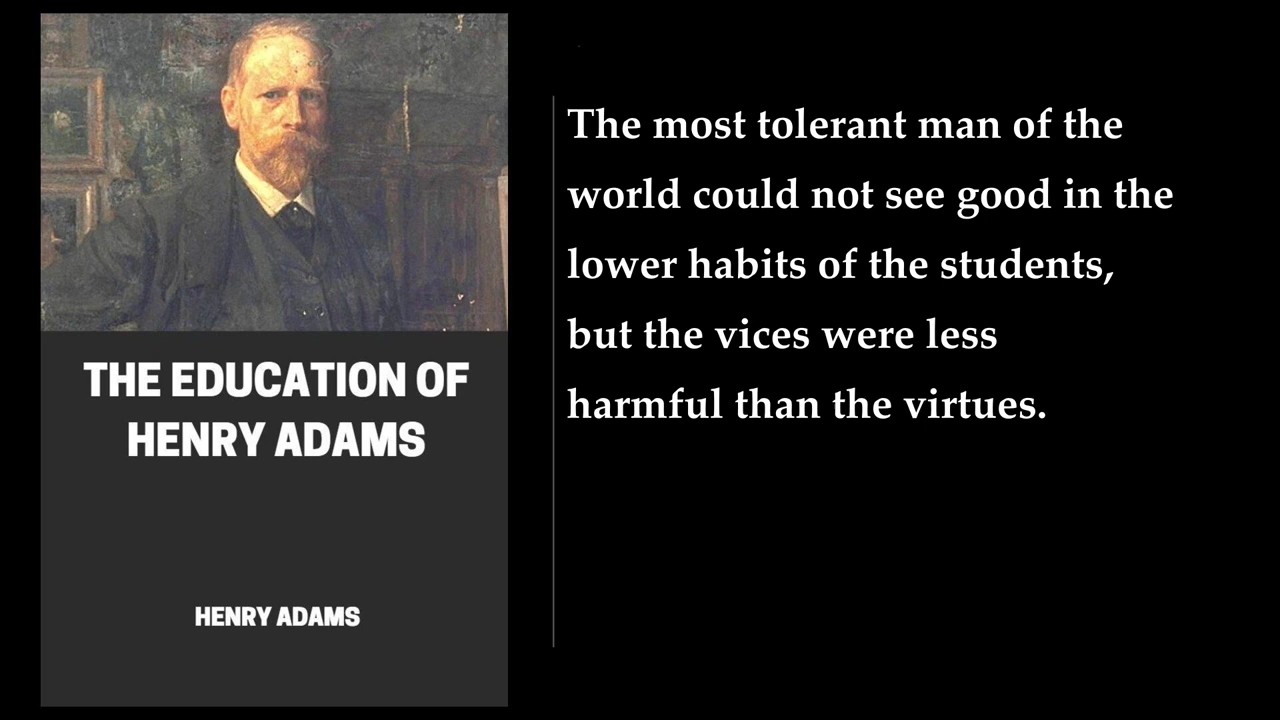 THE EDUCATION OF
HENRY ADAMS
HENRY ADAMS
The most tolerant man of the
world could not see good in the
lower habits of the students,
but the vices were less
harmful than the virtues.